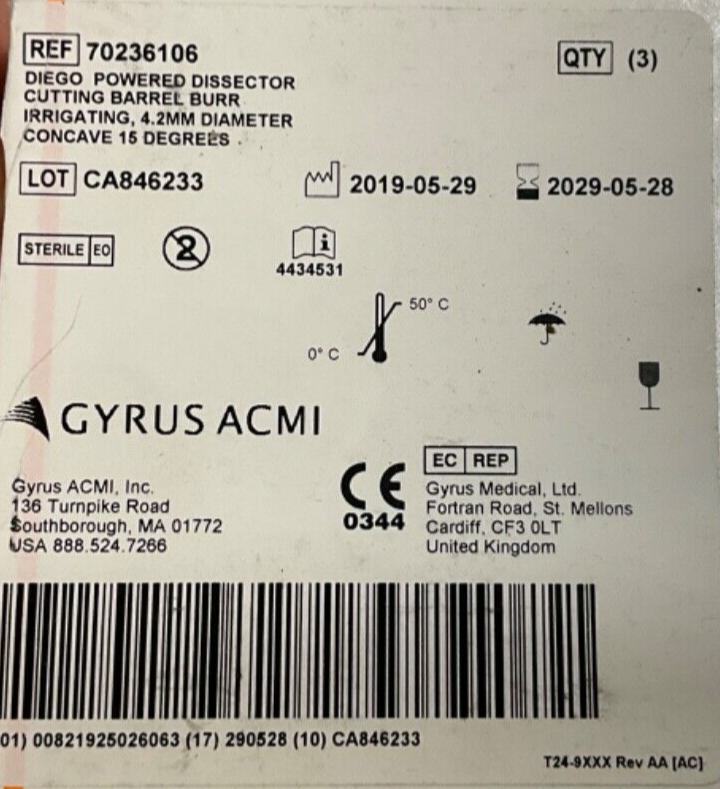 REF 70236106
QTY (3)
DIEGO POWERED DISSECTOR
CUTTING BARREL BURR
IRRIGATING, 4.2MM DIAMETER
CONCAVE 15 DEGREES
LOT CA846233
2019-05-29
2029-05-28
STERILE EO
2
i
4434531
50° C
0° C
GYRUS ACMI
Gyrus ACMI, Inc.
136 Turnpike Road
Southborough, MA 01772
USA 888.524.7266
CE
0344
EC REP
Gyrus Medical, Ltd.
Fortran Road, St. Mellons
Cardiff, CF3 0LT
United Kingdom
01) 00821925026063 (17) 290528 (10) CA846233
T24-9XXX Rev AA [AC]